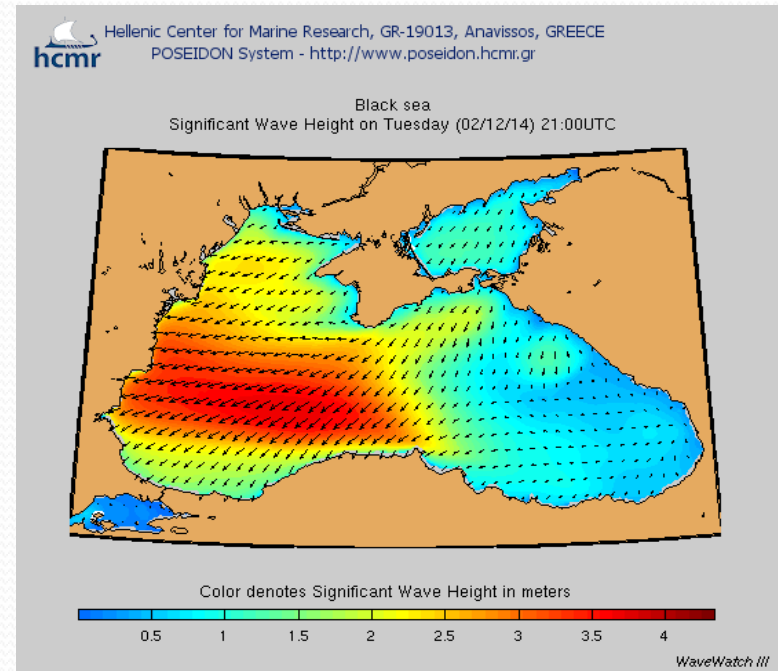 Hellenic Center for Marine Research, GR-19013, Anavissos, GREECE
hcmr
POSEIDON System - http://www.poseidon.hcmr.gr
Black sea
Significant Wave Height on Tuesday (02/12/14) 21:00UTC
Color denotes Significant Wave Height in meters
0.5 1 1.5 2 2.5 3 3.5 4
WaveWatch III